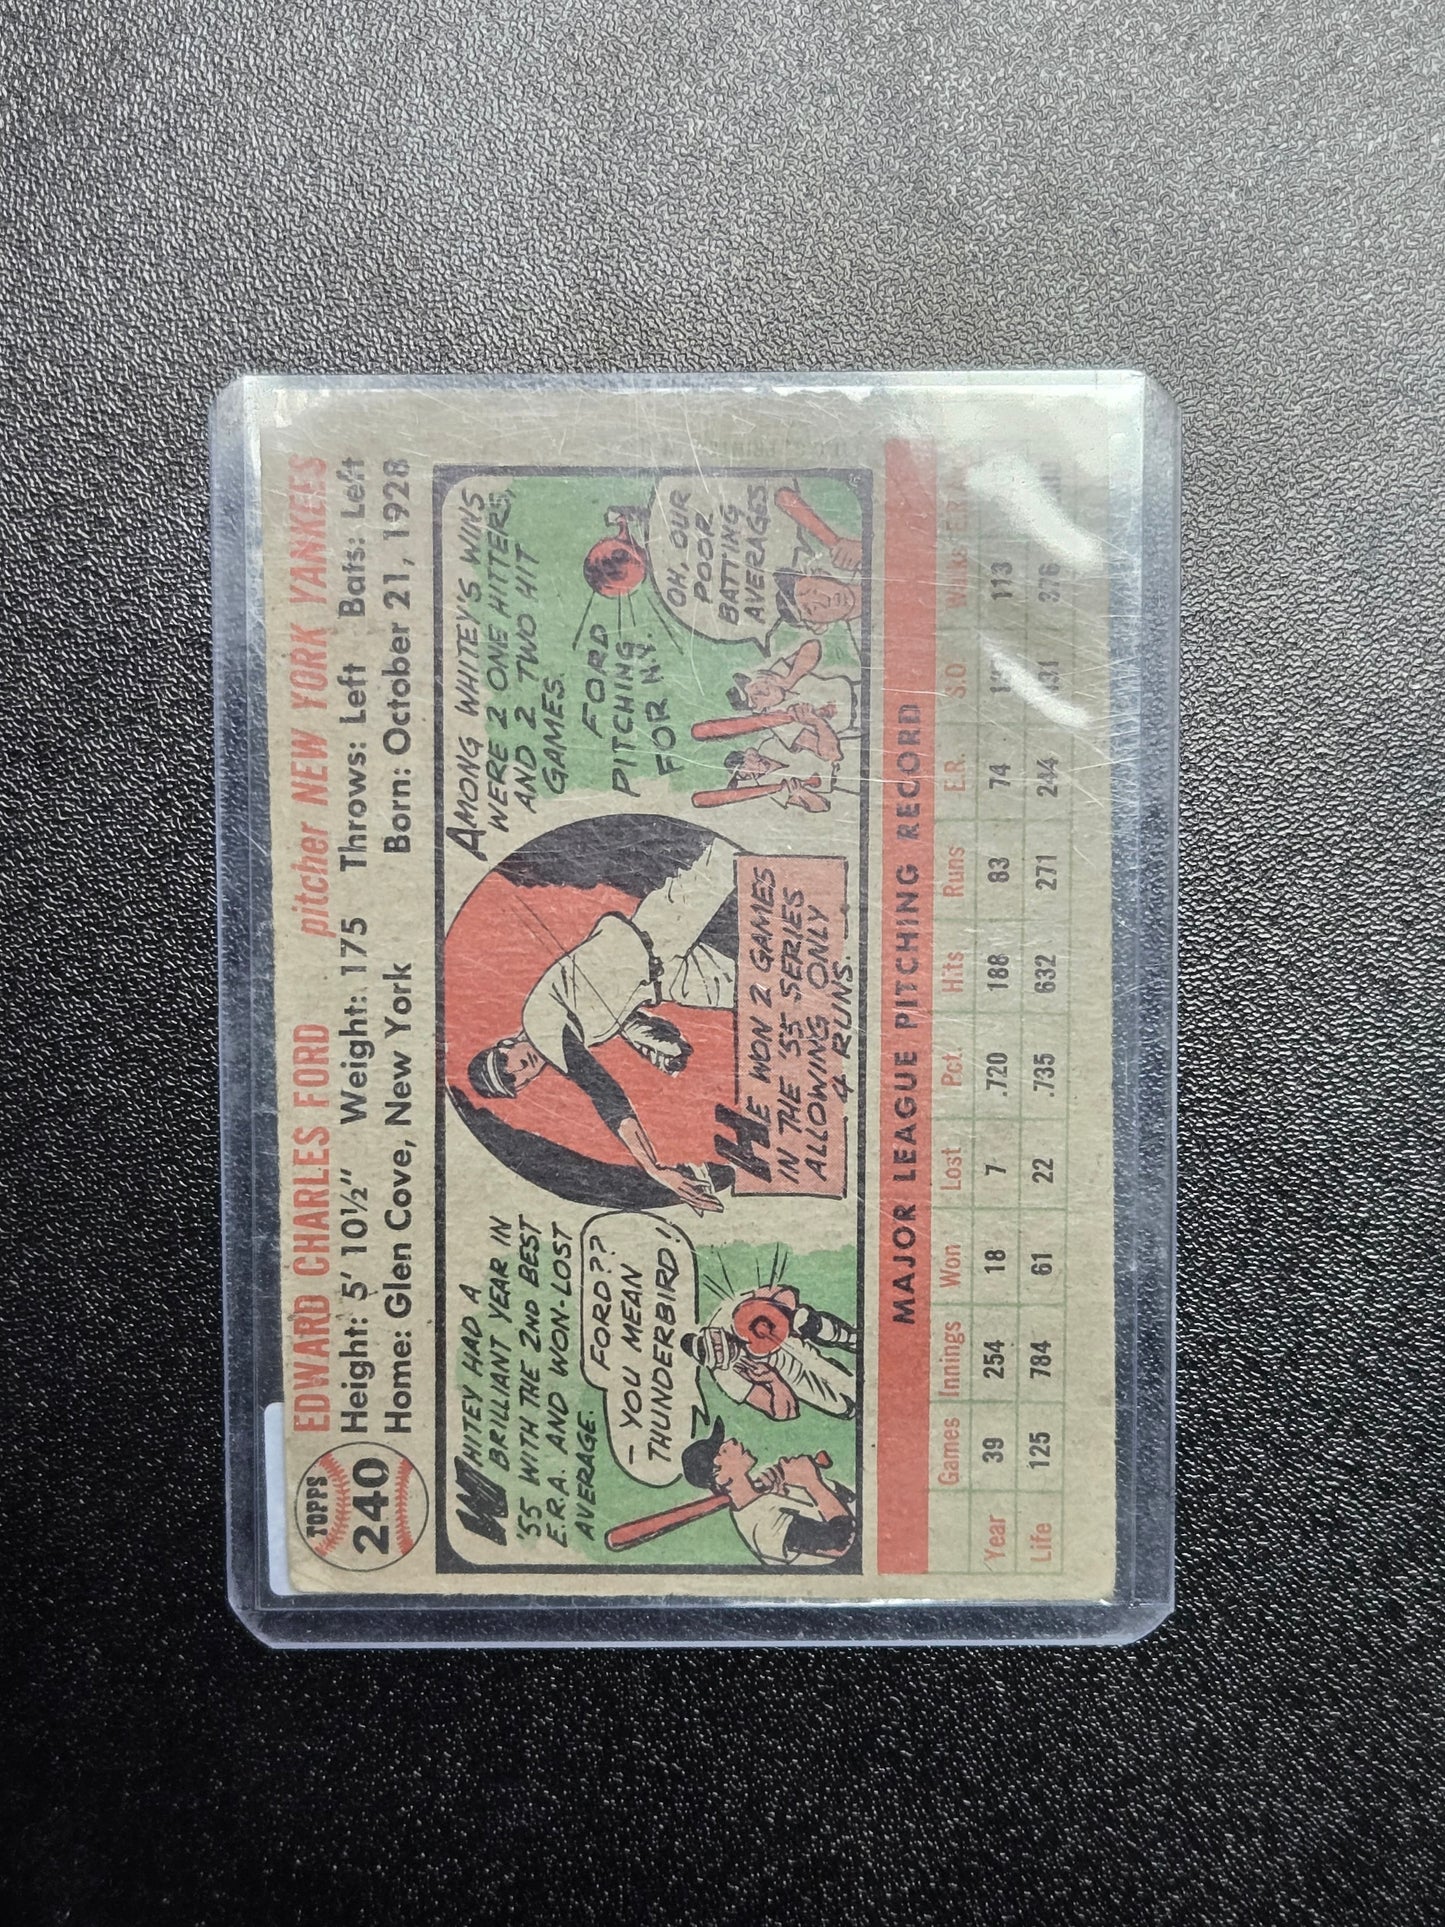 TOPPS
240
EDWARD CHARLES FORD pitcher NEW YORK YANKEES
Height: 5' 10½" Weight: 175 Throws: Left Bats: Left
Home: Glen Cove, New York Born: October 21, 1928
WHITEY HAD A
BRILLIANT YEAR IN
'55 WITH THE 2ND BEST
E.R.A. AND WON-LOST
AVERAGE.
— FORD??
— YOU MEAN
THUNDERBIRD!
HE WON 2 GAMES
IN THE '55 SERIES
ALLOWING ONLY
4 RUNS.
AMONG WHITEY'S WINS
WERE 2 ONE HITTERS,
AND 2 TWO HIT
GAMES.
FORD
PITCHING
FOR N.Y.
OH, OUR
POOR
BATTING
AVERAGES
MAJOR LEAGUE PITCHING RECORD
Games Innings Won Lost Pct. Hits Runs E.R. S.O.
Year 39 254 18 7 .720 188 83 74 113
Life 125 784 61 22 .735 632 271 244